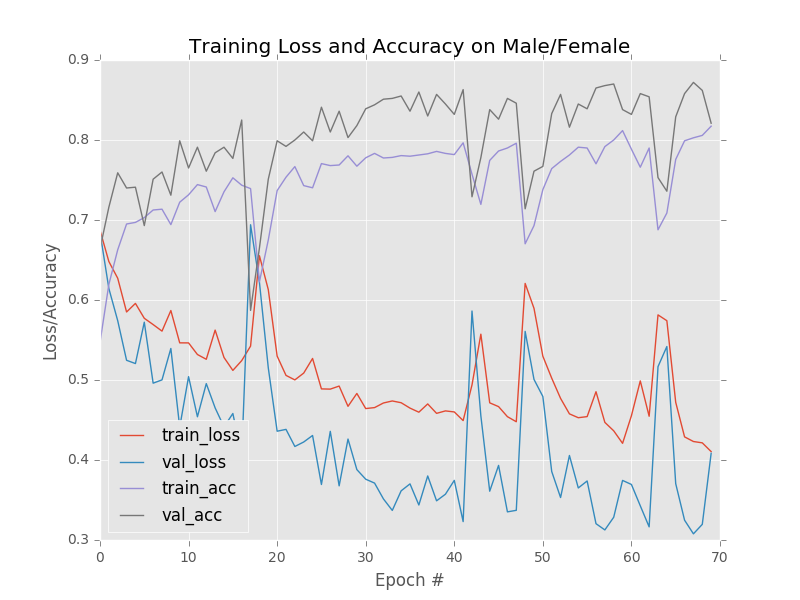 Training Loss and Accuracy on Male/Female
0.9
0.8
0.7
0.6
0.5
0.4
0.3
Loss/Accuracy
train_loss
val_loss
train_acc
val_acc
0 10 20 30 40 50 60 70
Epoch #